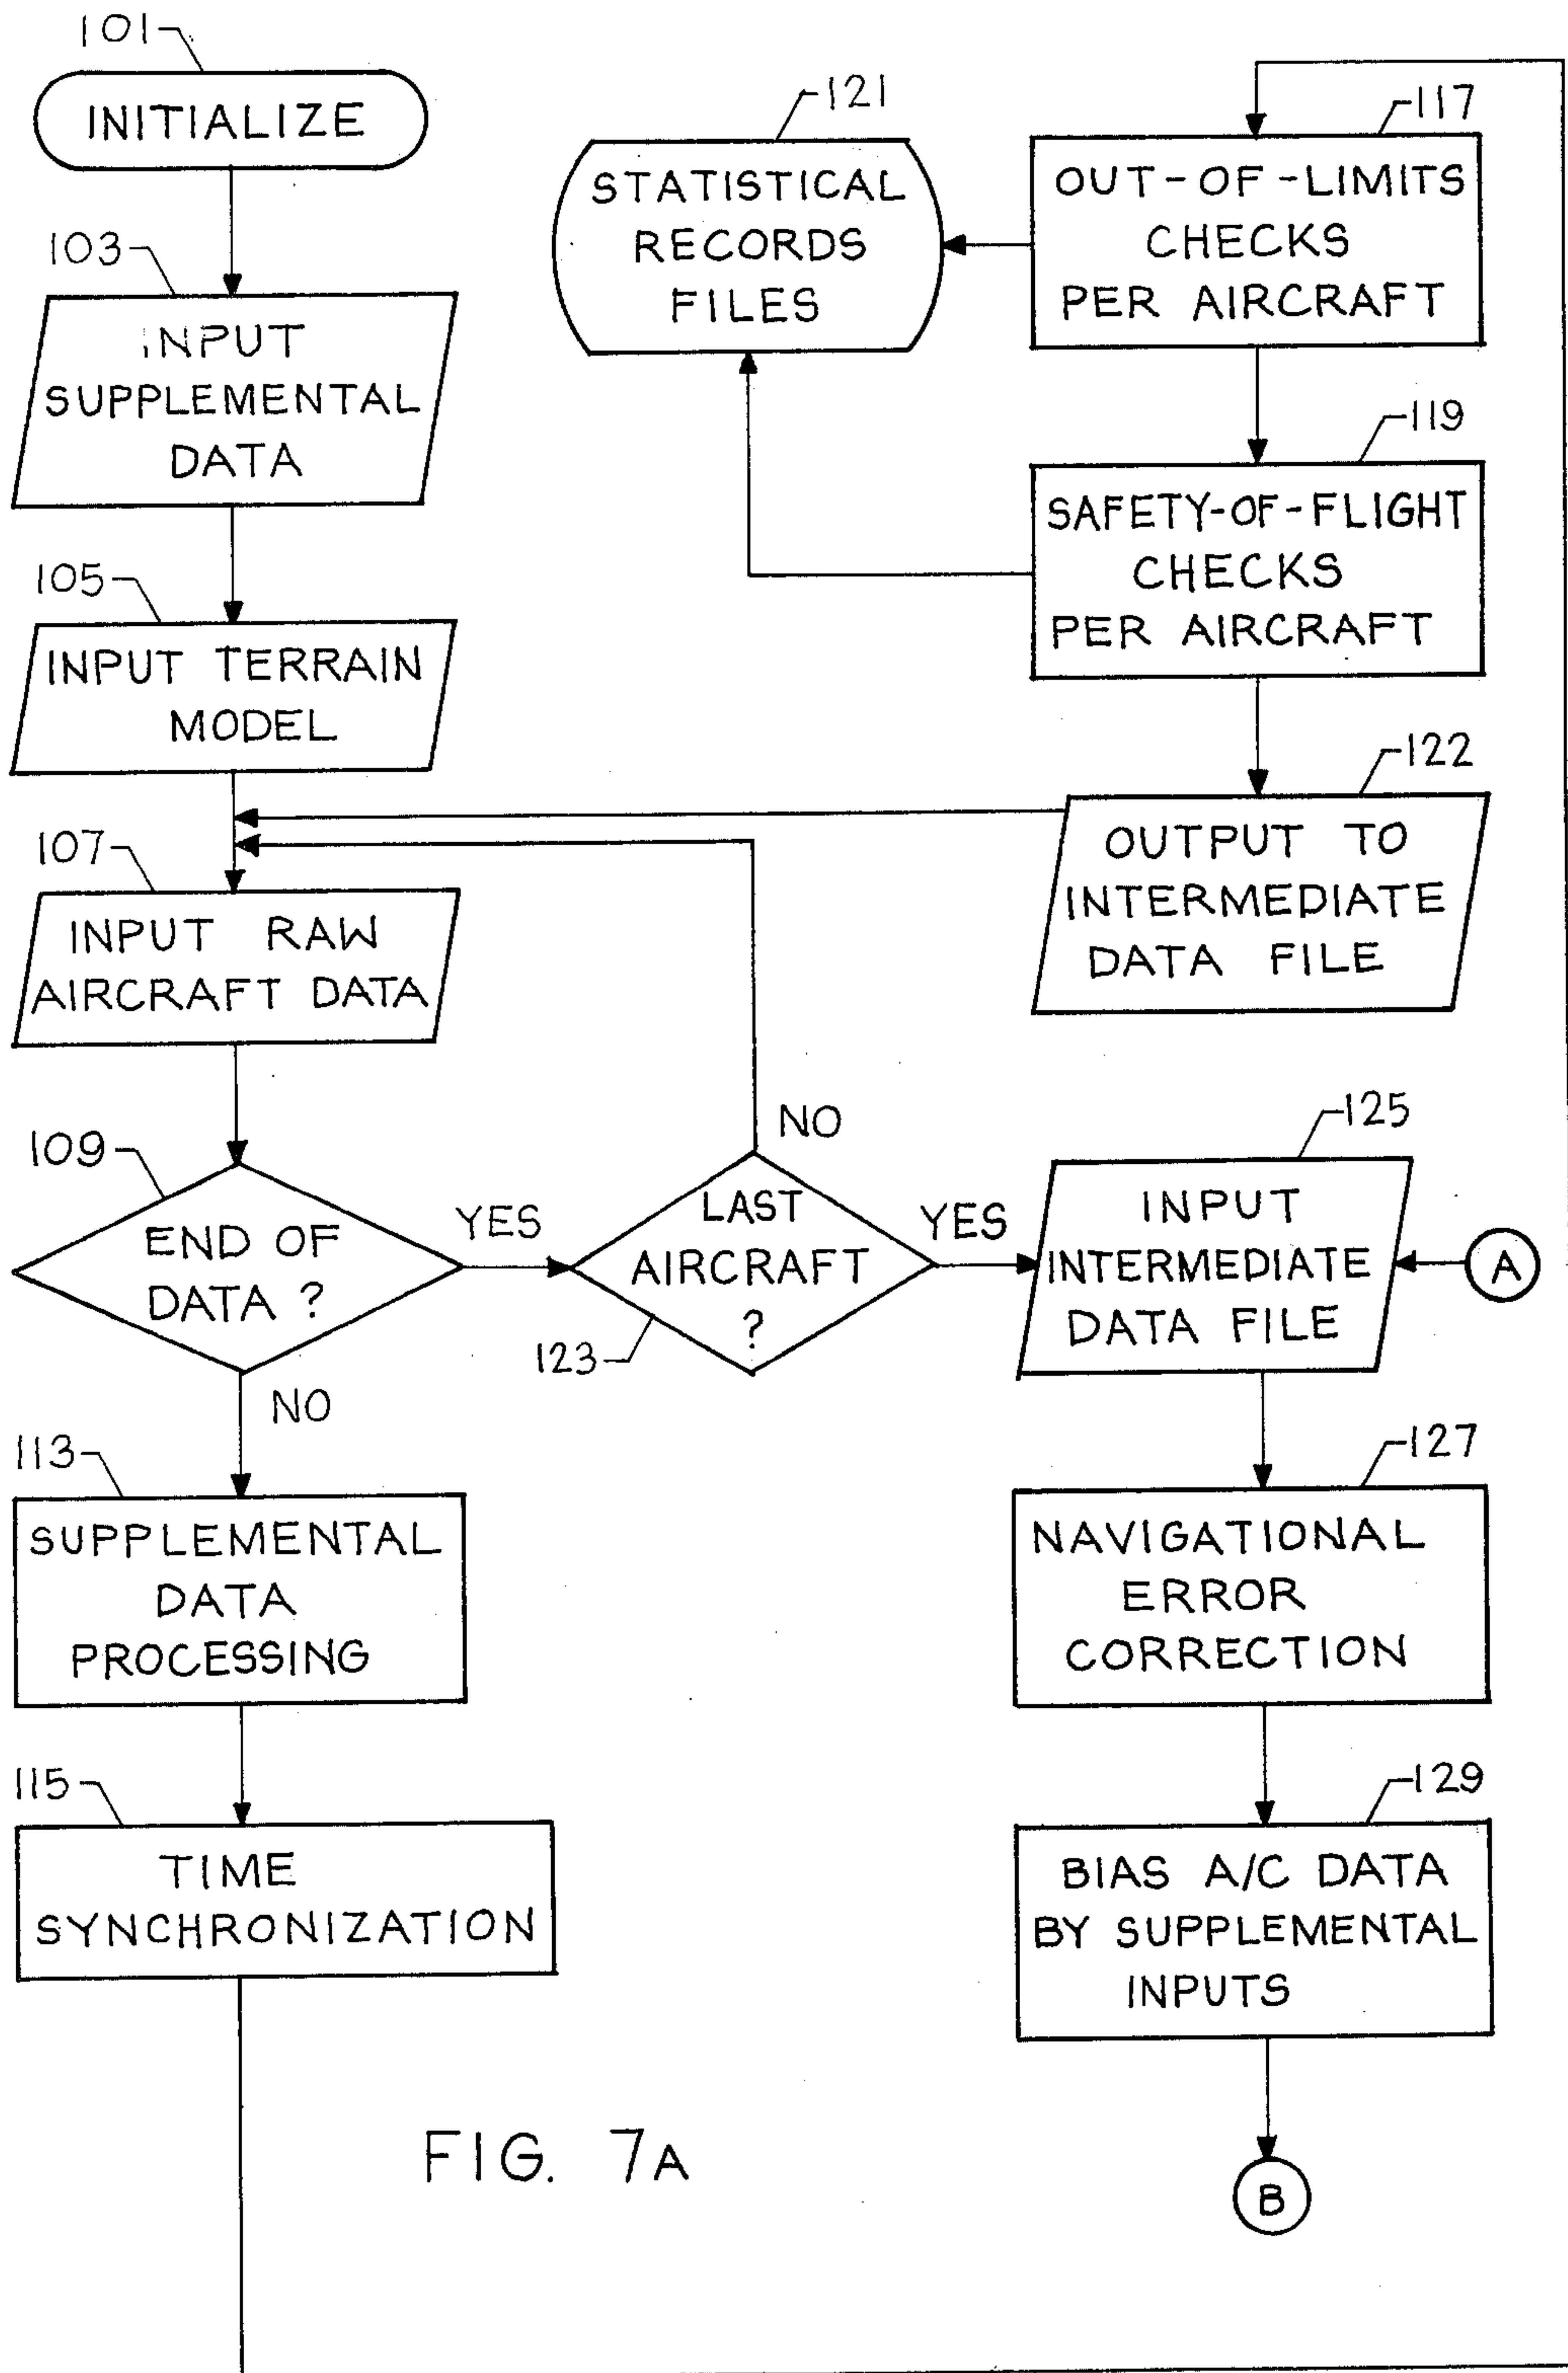 101
INITIALIZE
103
INPUT
SUPPLEMENTAL
DATA
105
INPUT TERRAIN
MODEL
107
INPUT RAW
AIRCRAFT DATA
109
END OF
DATA ?
YES
NO
113
SUPPLEMENTAL
DATA
PROCESSING
115
TIME
SYNCHRONIZATION
121
STATISTICAL
RECORDS
FILES
117
OUT-OF-LIMITS
CHECKS
PER AIRCRAFT
119
SAFETY-OF-FLIGHT
CHECKS
PER AIRCRAFT
122
OUTPUT TO
INTERMEDIATE
DATA FILE
NO
LAST
AIRCRAFT
?
123
YES
125
INPUT
INTERMEDIATE
DATA FILE
A
127
NAVIGATIONAL
ERROR
CORRECTION
129
BIAS A/C DATA
BY SUPPLEMENTAL
INPUTS
B
FIG. 7A